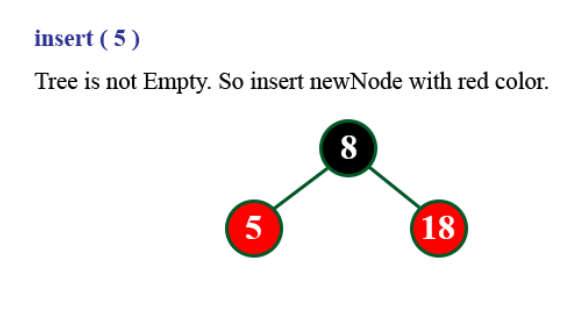 insert ( 5 )
Tree is not Empty. So insert newNode with red color.
8
5 18